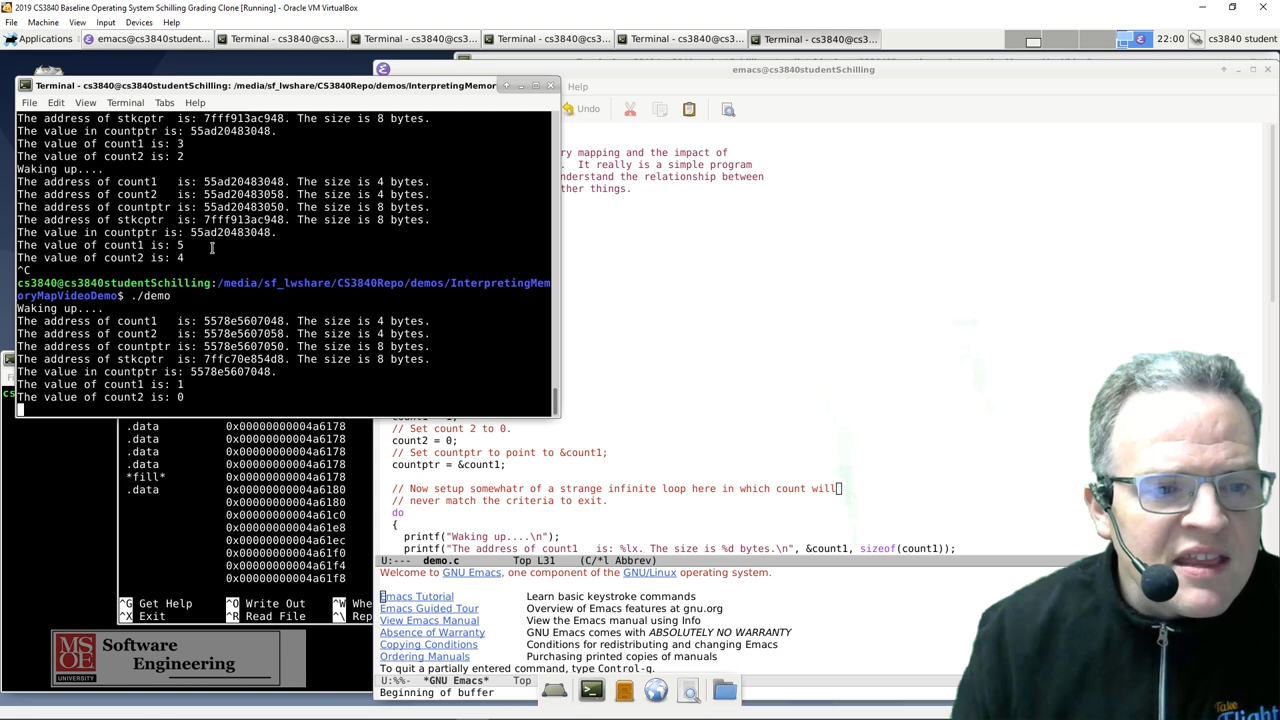 2019 CS3840 Baseline Operating System Schilling Grading Clone [Running] - Oracle VM VirtualBox
File Machine View Input Devices Help
Applications emacs@cs3840student... Terminal - cs3840@cs3... Terminal - cs3840@cs3... Terminal - cs3840@cs3... Terminal - cs3840@cs3... Terminal - cs3840@cs3... 22:00 cs3840 student
emacs@cs3840studentSchilling
Terminal - cs3840@cs3840studentSchilling: /media/sf_lwshare/CS3840Repo/demos/InterpretingMemor
File Edit View Terminal Tabs Help
Help
Undo
The address of stkcptr  is: 7fff913ac948. The size is 8 bytes.
The value in countptr is: 55ad20483048.
The value of count1 is: 3
The value of count2 is: 2
Waking up....
The address of count1   is: 55ad20483048. The size is 4 bytes.
The address of count2   is: 55ad20483058. The size is 4 bytes.
The address of countptr is: 55ad20483050. The size is 8 bytes.
The address of stkcptr  is: 7fff913ac948. The size is 8 bytes.
The value in countptr is: 55ad20483048.
The value of count1 is: 5
The value of count2 is: 4
^C
cs3840@cs3840studentSchilling:/media/sf_lwshare/CS3840Repo/demos/InterpretingMem
oryMapVideoDemo$ ./demo
Waking up....
The address of count1   is: 5578e5607048. The size is 4 bytes.
The address of count2   is: 5578e5607058. The size is 4 bytes.
The address of countptr is: 5578e5607050. The size is 8 bytes.
The address of stkcptr  is: 7ffc70e854d8. The size is 8 bytes.
The value in countptr is: 5578e5607048.
The value of count1 is: 1
The value of count2 is: 0
ry mapping and the impact of
.  It really is a simple program
nderstand the relationship between
ther things.
// Set count 2 to 0.
count2 = 0;
// Set countptr to point to &count1;
countptr = &count1;
// Now setup somewhatr of a strange infinite loop here in which count will
// never match the criteria to exit.
do
{
printf("Waking up....\n");
printf("The address of count1   is: %lx. The size is %d bytes.\n", &count1, sizeof(count1));
U:---  demo.c         Top L31    (C/*l Abbrev)
Welcome to GNU Emacs, one component of the GNU/Linux operating system.
Emacs Tutorial Learn basic keystroke commands
Emacs Guided Tour Overview of Emacs features at gnu.org
View Emacs Manual View the Emacs manual using Info
Absence of Warranty GNU Emacs comes with ABSOLUTELY NO WARRANTY
Copying Conditions Conditions for redistributing and changing Emacs
Ordering Manuals Purchasing printed copies of manuals
To quit a partially entered command, type Control-g.
U:%%-  *GNU Emacs*   Top
Beginning of buffer
cs
.data 0x00000000004a6178
.data 0x00000000004a6178
.data 0x00000000004a6178
.data 0x00000000004a6178
*fill* 0x00000000004a6178
.data 0x00000000004a6180
0x00000000004a6180
0x00000000004a61c0
0x00000000004a61e8
0x00000000004a61ec
0x00000000004a61f0
0x00000000004a61f4
0x00000000004a61f8
^G Get Help ^O Write Out ^W Whe
^X Exit ^R Read File ^\ Rep
MSOE UNIVERSITY
Software
Engineering
Take
Flight